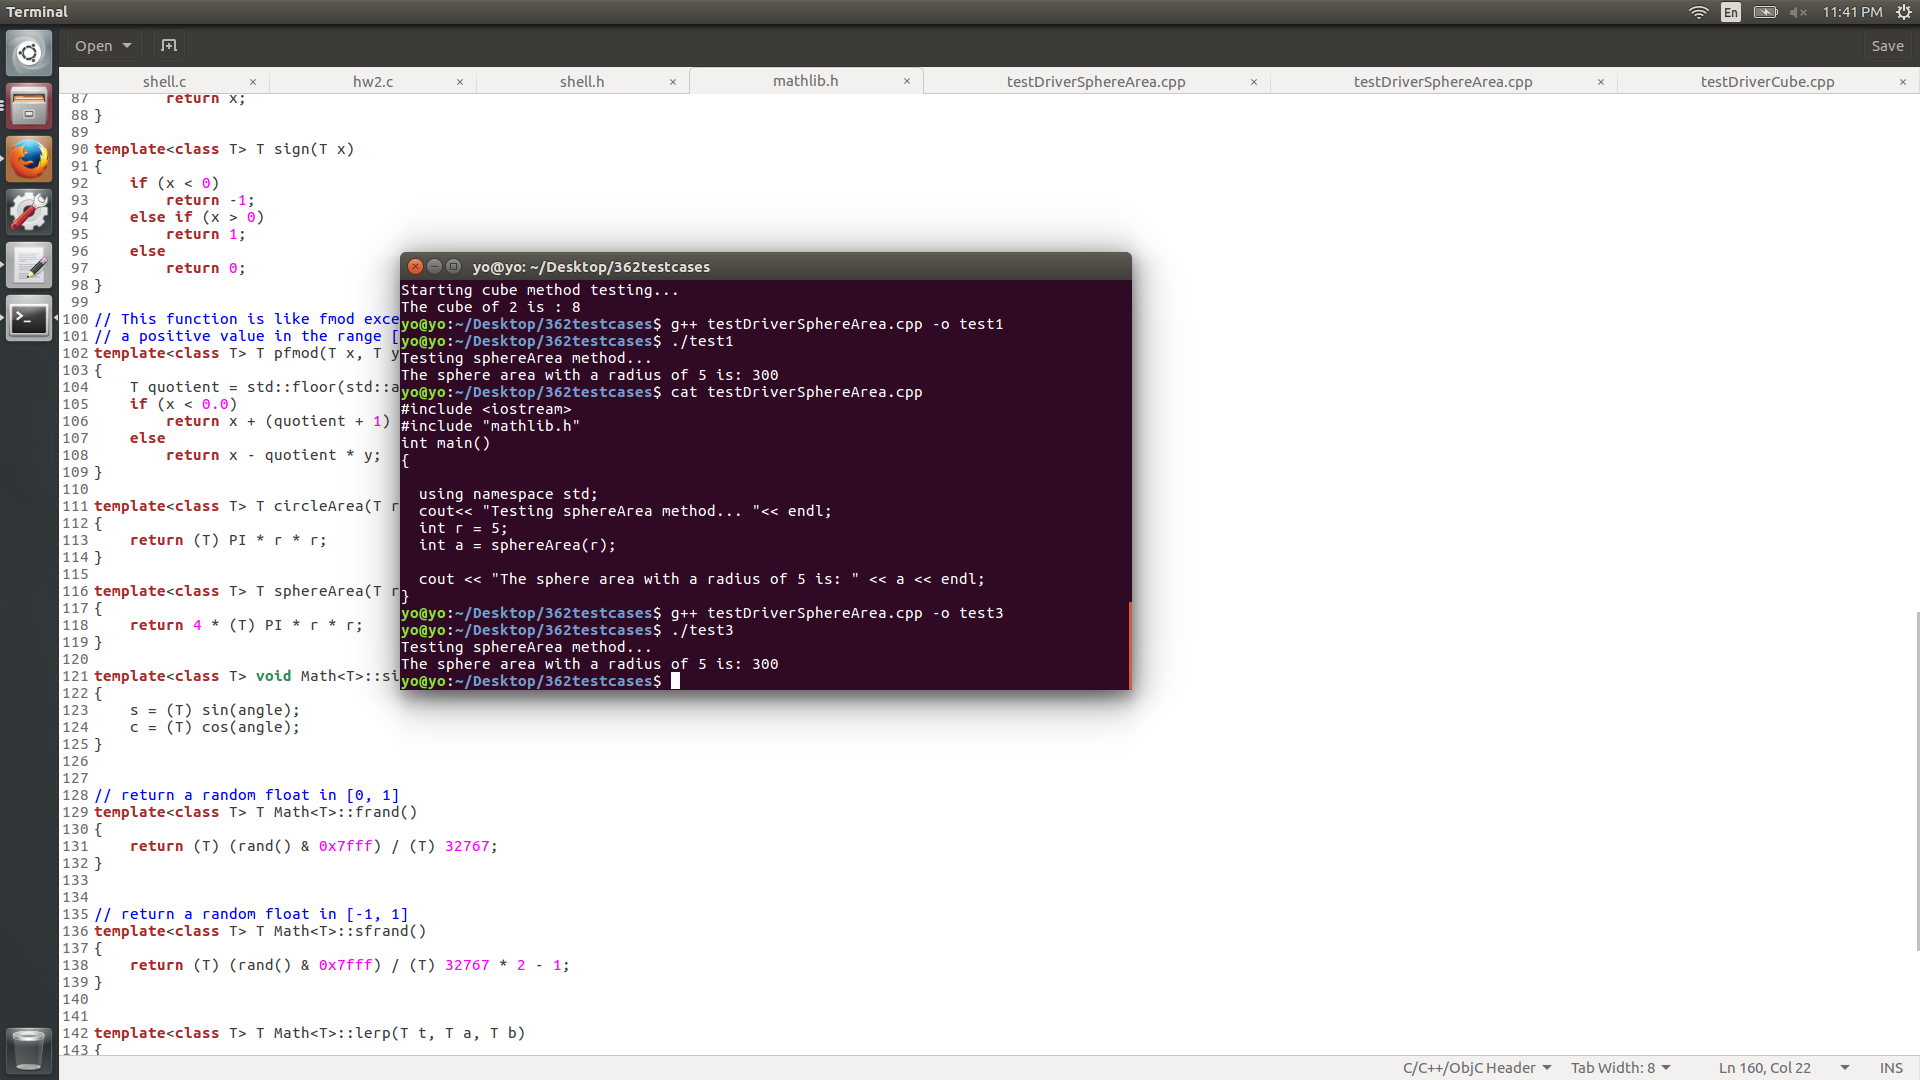 Terminal
En
11:41 PM
Open
Save
shell.c
hw2.c
shell.h
mathlib.h
testDriverSphereArea.cpp
testDriverSphereArea.cpp
testDriverCube.cpp
87         return x;
88 }
89
90 template<class T> T sign(T x)
91 {
92     if (x < 0)
93         return -1;
94     else if (x > 0)
95         return 1;
96     else
97         return 0;
98 }
99
100 // This function is like fmod exce
101 // a positive value in the range [
102 template<class T> T pfmod(T x, T y
103 {
104     T quotient = std::floor(std::a
105     if (x < 0.0)
106         return x + (quotient + 1)
107     else
108         return x - quotient * y;
109 }
110
111 template<class T> T circleArea(T r
112 {
113     return (T) PI * r * r;
114 }
115
116 template<class T> T sphereArea(T r
117 {
118     return 4 * (T) PI * r * r;
119 }
120
121 template<class T> void Math<T>::si
122 {
123     s = (T) sin(angle);
124     c = (T) cos(angle);
125 }
126
127
128 // return a random float in [0, 1]
129 template<class T> T Math<T>::frand()
130 {
131     return (T) (rand() & 0x7fff) / (T) 32767;
132 }
133
134
135 // return a random float in [-1, 1]
136 template<class T> T Math<T>::sfrand()
137 {
138     return (T) (rand() & 0x7fff) / (T) 32767 * 2 - 1;
139 }
140
141
142 template<class T> T Math<T>::lerp(T t, T a, T b)
143 {
yo@yo: ~/Desktop/362testcases
Starting cube method testing...
The cube of 2 is : 8
yo@yo:~/Desktop/362testcases$ g++ testDriverSphereArea.cpp -o test1
yo@yo:~/Desktop/362testcases$ ./test1
Testing sphereArea method...
The sphere area with a radius of 5 is: 300
yo@yo:~/Desktop/362testcases$ cat testDriverSphereArea.cpp
#include <iostream>
#include "mathlib.h"
int main()
{
  using namespace std;
  cout<< "Testing sphereArea method... "<< endl;
  int r = 5;
  int a = sphereArea(r);
  cout << "The sphere area with a radius of 5 is: " << a << endl;
}
yo@yo:~/Desktop/362testcases$ g++ testDriverSphereArea.cpp -o test3
yo@yo:~/Desktop/362testcases$ ./test3
Testing sphereArea method...
The sphere area with a radius of 5 is: 300
yo@yo:~/Desktop/362testcases$
C/C++/ObjC Header
Tab Width: 8
Ln 160, Col 22
INS